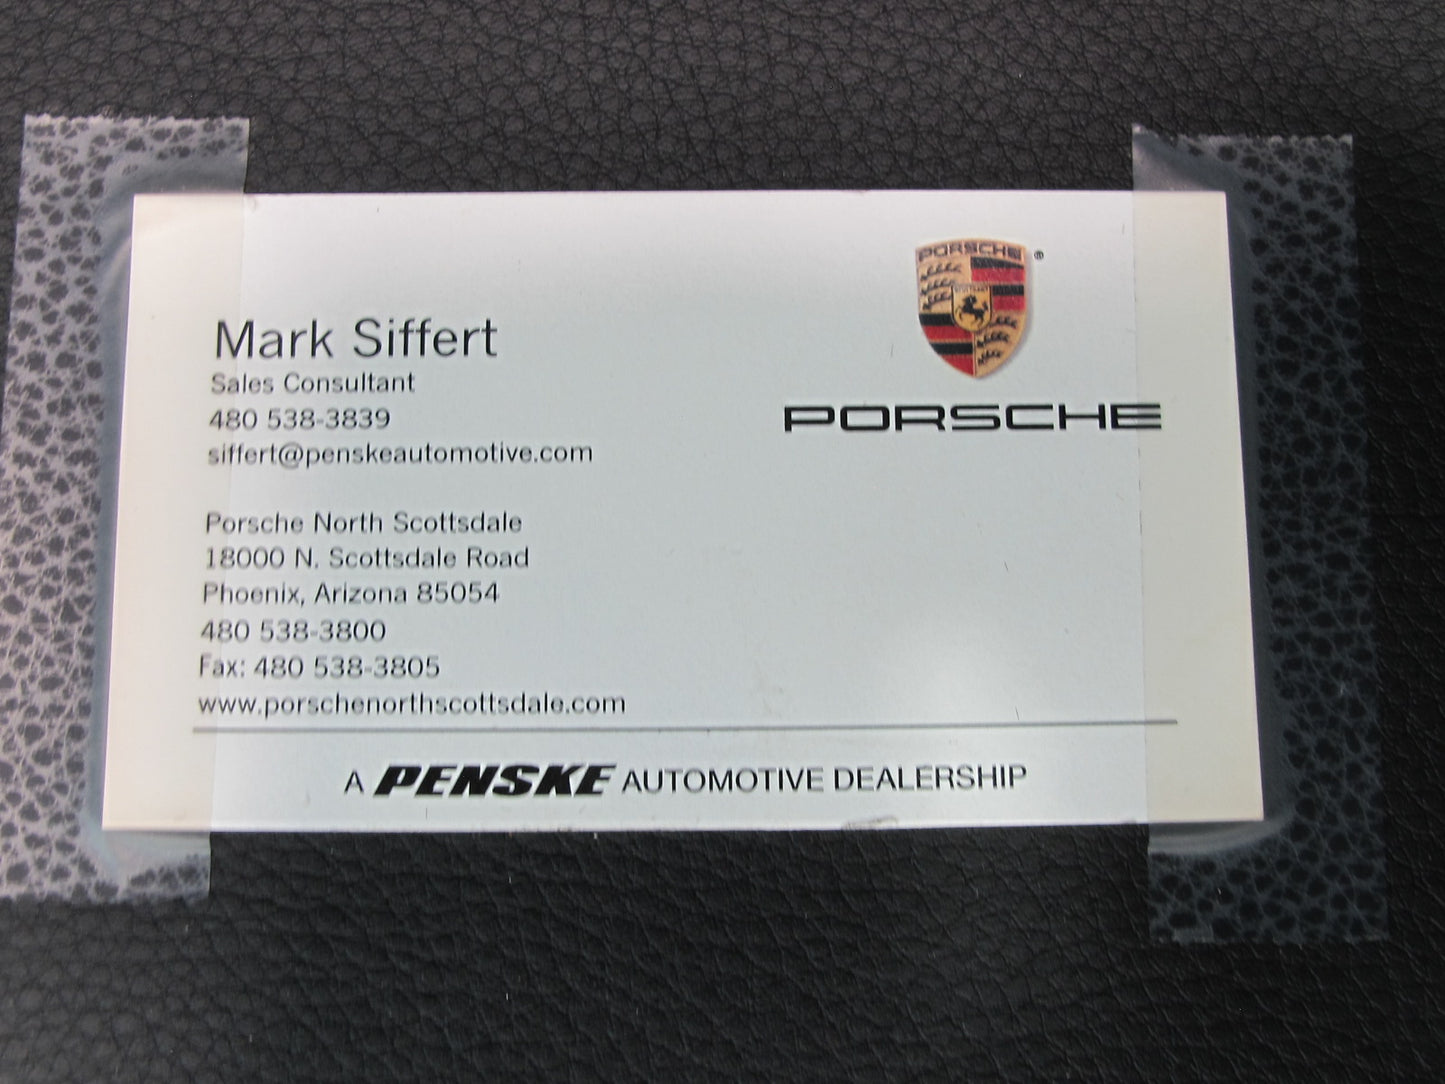 Mark Siffert
Sales Consultant
480 538-3839
siffert@penskeautomotive.com
PORSCHE
STUTTGART
®
PORSCHE
Porsche North Scottsdale
18000 N. Scottsdale Road
Phoenix, Arizona 85054
480 538-3800
Fax: 480 538-3805
www.porschenorthscottsdale.com
A PENSKE AUTOMOTIVE DEALERSHIP